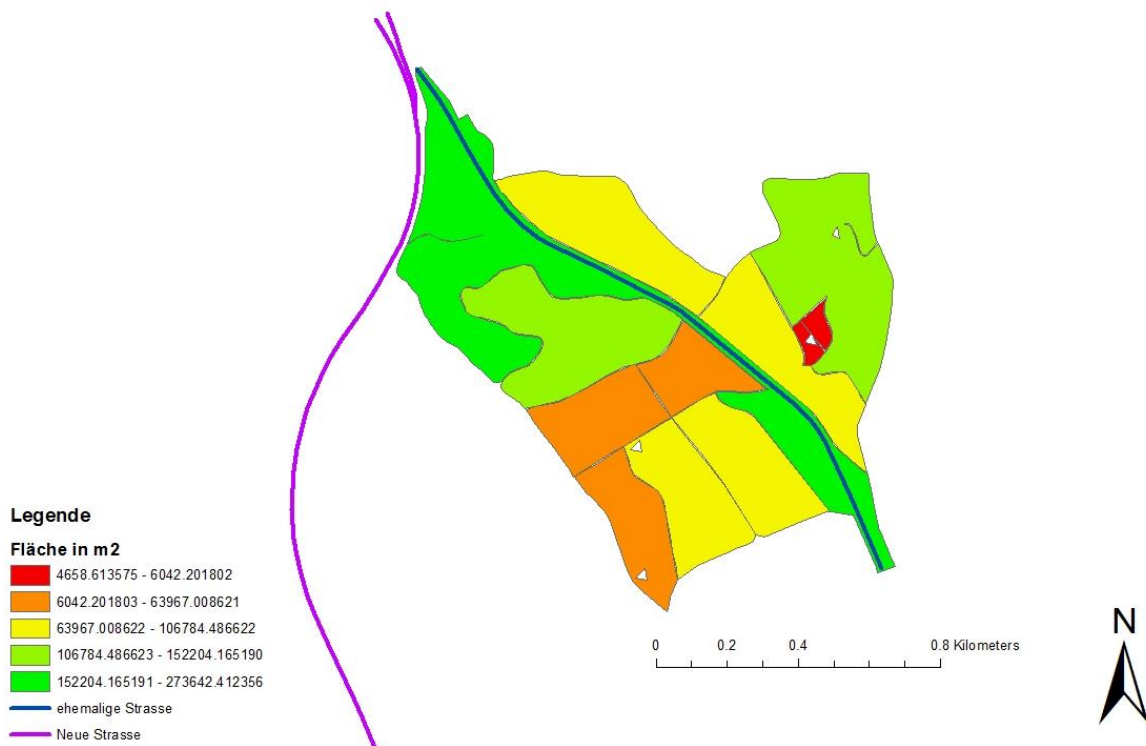 Legende
Fläche in m2
4658.613575 - 6042.201802
6042.201803 - 63967.008621
63967.008622 - 106784.486622
106784.486623 - 152204.165190
152204.165191 - 273642.412356
ehemalige Strasse
Neue Strasse
0 0.2 0.4 0.8 Kilometers
N